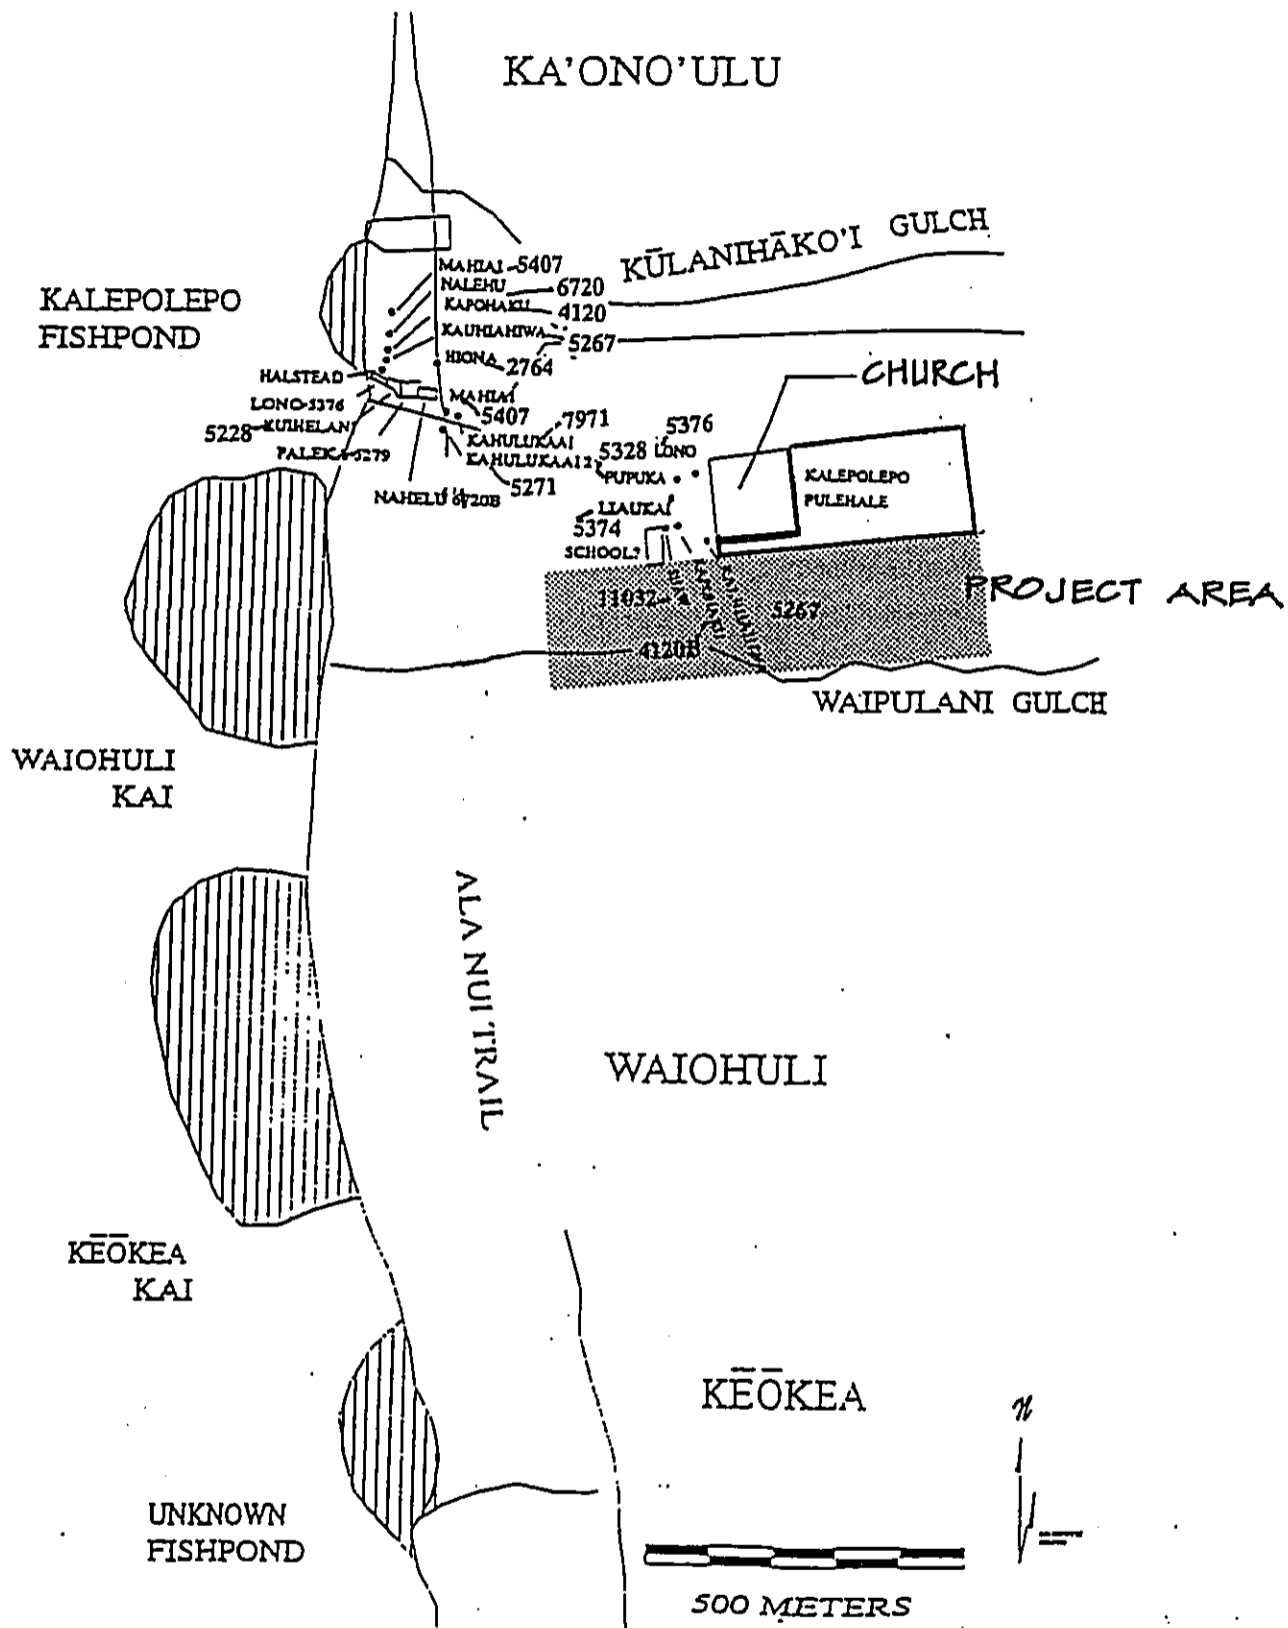 KA'ONO'ULU
KŪLANIHĀKO'I GULCH
KALEPOLEPO
FISHPOND
MAHIAI-5407
NALEHU 6720
KAPOHAKU 4120
KAUHIAHIWA 5267
HIONA 2764
HALSTEAD
MAHIAI
5407
LONO-5376
5228-KUIHELANI
PALEKA-5279
NAHELU 6720B
KAHULUKAAI 7971
KAHULUKAAI 2
5271
CHURCH
5376
5328 LONO
PUPUKA
KALEPOLEPO
PULEHALE
LIAUKAI
5374
SCHOOL?
11032
5267
4120B
PROJECT AREA
WAIPULANI GULCH
WAIOHULI
KAI
ALA NUI TRAIL
WAIOHULI
KĒŌKEA
KAI
KĒŌKEA
N
UNKNOWN
FISHPOND
500 METERS